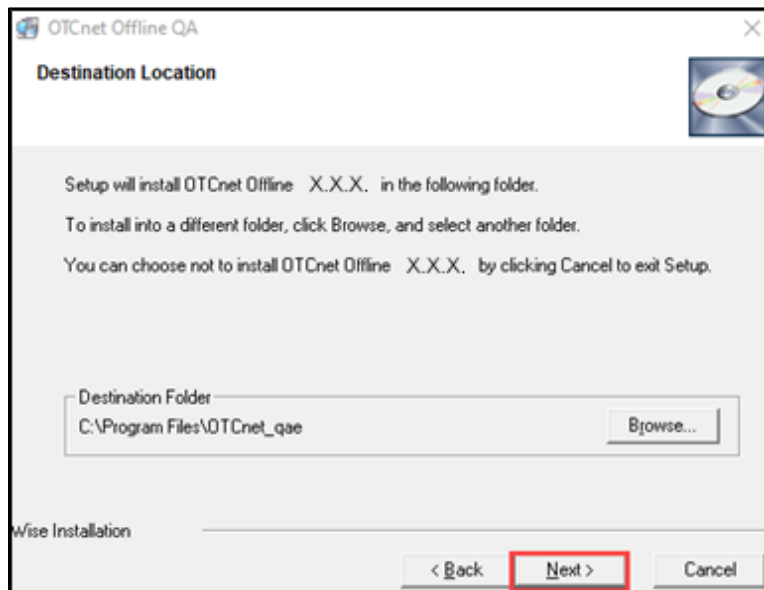 OTCnet Offline QA
Destination Location
Setup will install OTCnet Offline X.X.X. in the following folder.
To install into a different folder, click Browse, and select another folder.
You can choose not to install OTCnet Offline X.X.X. by clicking Cancel to exit Setup.
Destination Folder
C:\Program Files\OTCnet_qae
Browse...
Wise Installation
< Back
Next >
Cancel